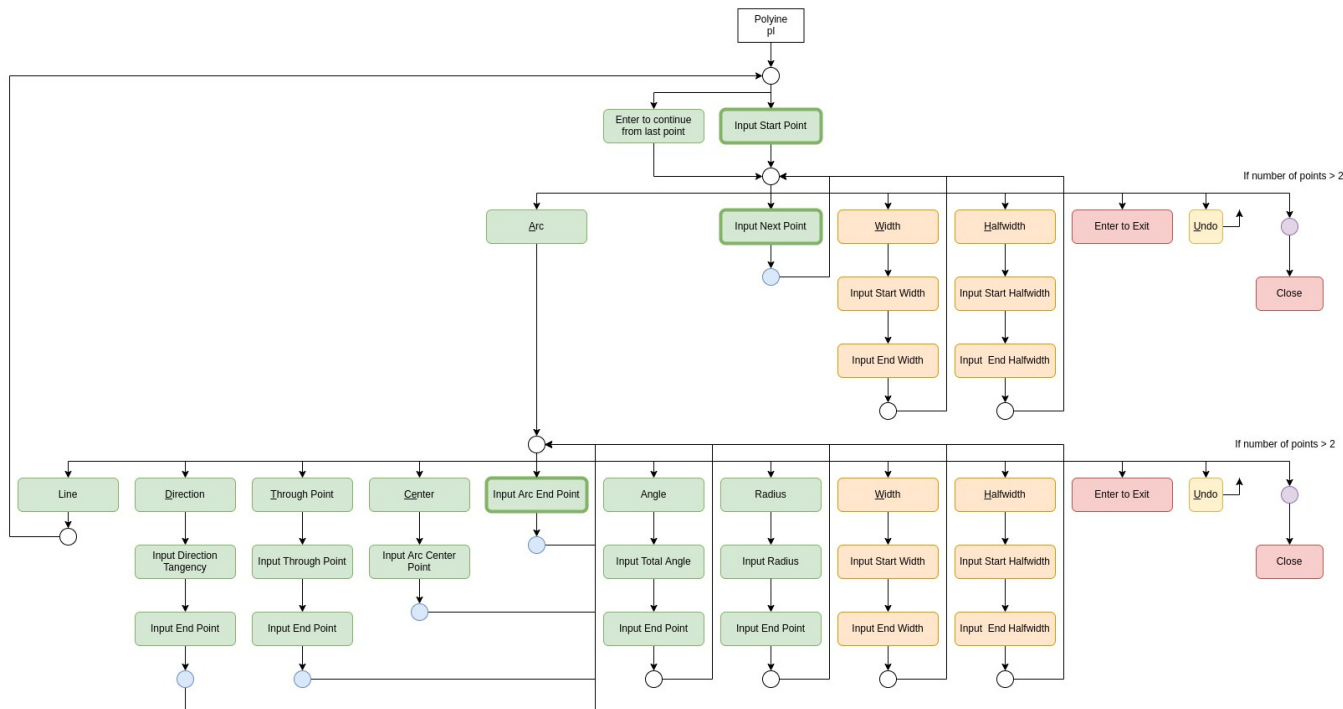 Polyine
pl
Enter to continue
from last point
Input Start Point
If number of points > 2
Arc
Input Next Point
Width
Halfwidth
Enter to Exit
Undo
Input Start Width
Input Start Halfwidth
Close
Input End Width
Input End Halfwidth
If number of points > 2
Line
Direction
Through Point
Center
Input Arc End Point
Angle
Radius
Width
Halfwidth
Enter to Exit
Undo
Input Direction
Tangency
Input Through Point
Input Arc Center
Point
Input Total Angle
Input Radius
Input Start Width
Input Start Halfwidth
Close
Input End Point
Input End Point
Input End Point
Input End Point
Input End Width
Input End Halfwidth